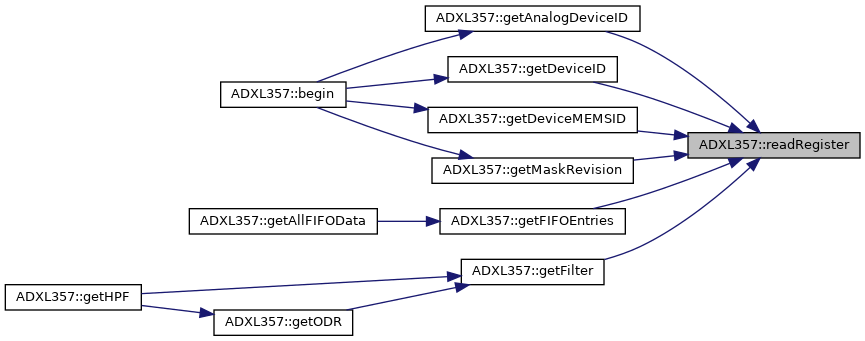 ADXL357::getAnalogDeviceID
ADXL357::getDeviceID
ADXL357::begin
ADXL357::getDeviceMEMSID
ADXL357::readRegister
ADXL357::getMaskRevision
ADXL357::getAllFIFOData
ADXL357::getFIFOEntries
ADXL357::getFilter
ADXL357::getHPF
ADXL357::getODR